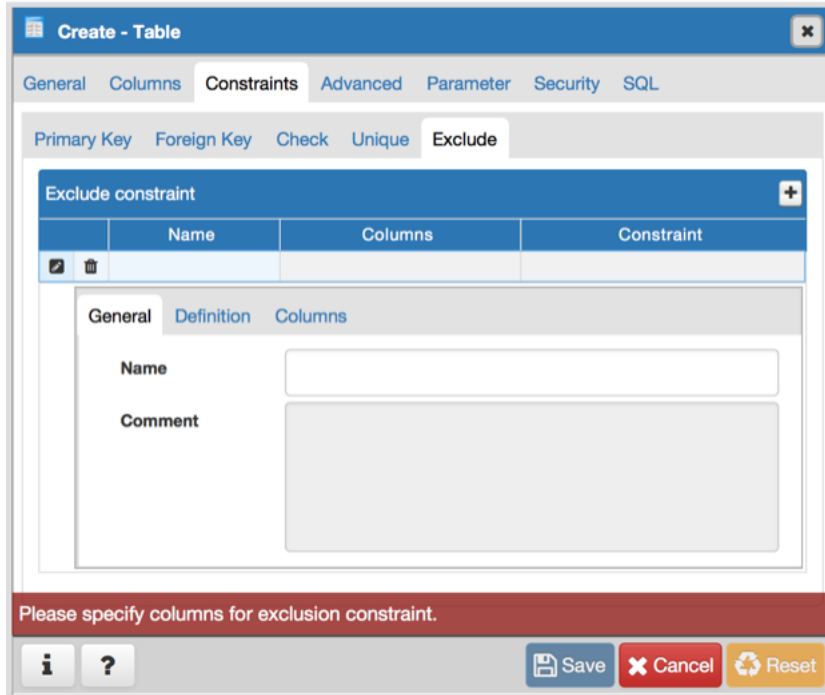 Create - Table
General Columns Constraints Advanced Parameter Security SQL
Primary Key Foreign Key Check Unique Exclude
Exclude constraint
Name Columns Constraint
General Definition Columns
Name
Comment
Please specify columns for exclusion constraint.
i ? Save Cancel Reset